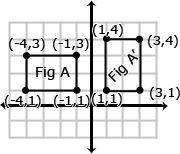 (1,4)
(-4,3) (-1,3) (3,4)
Fig A Fig A′
(-4,1) (-1,1) (1,1) (3,1)